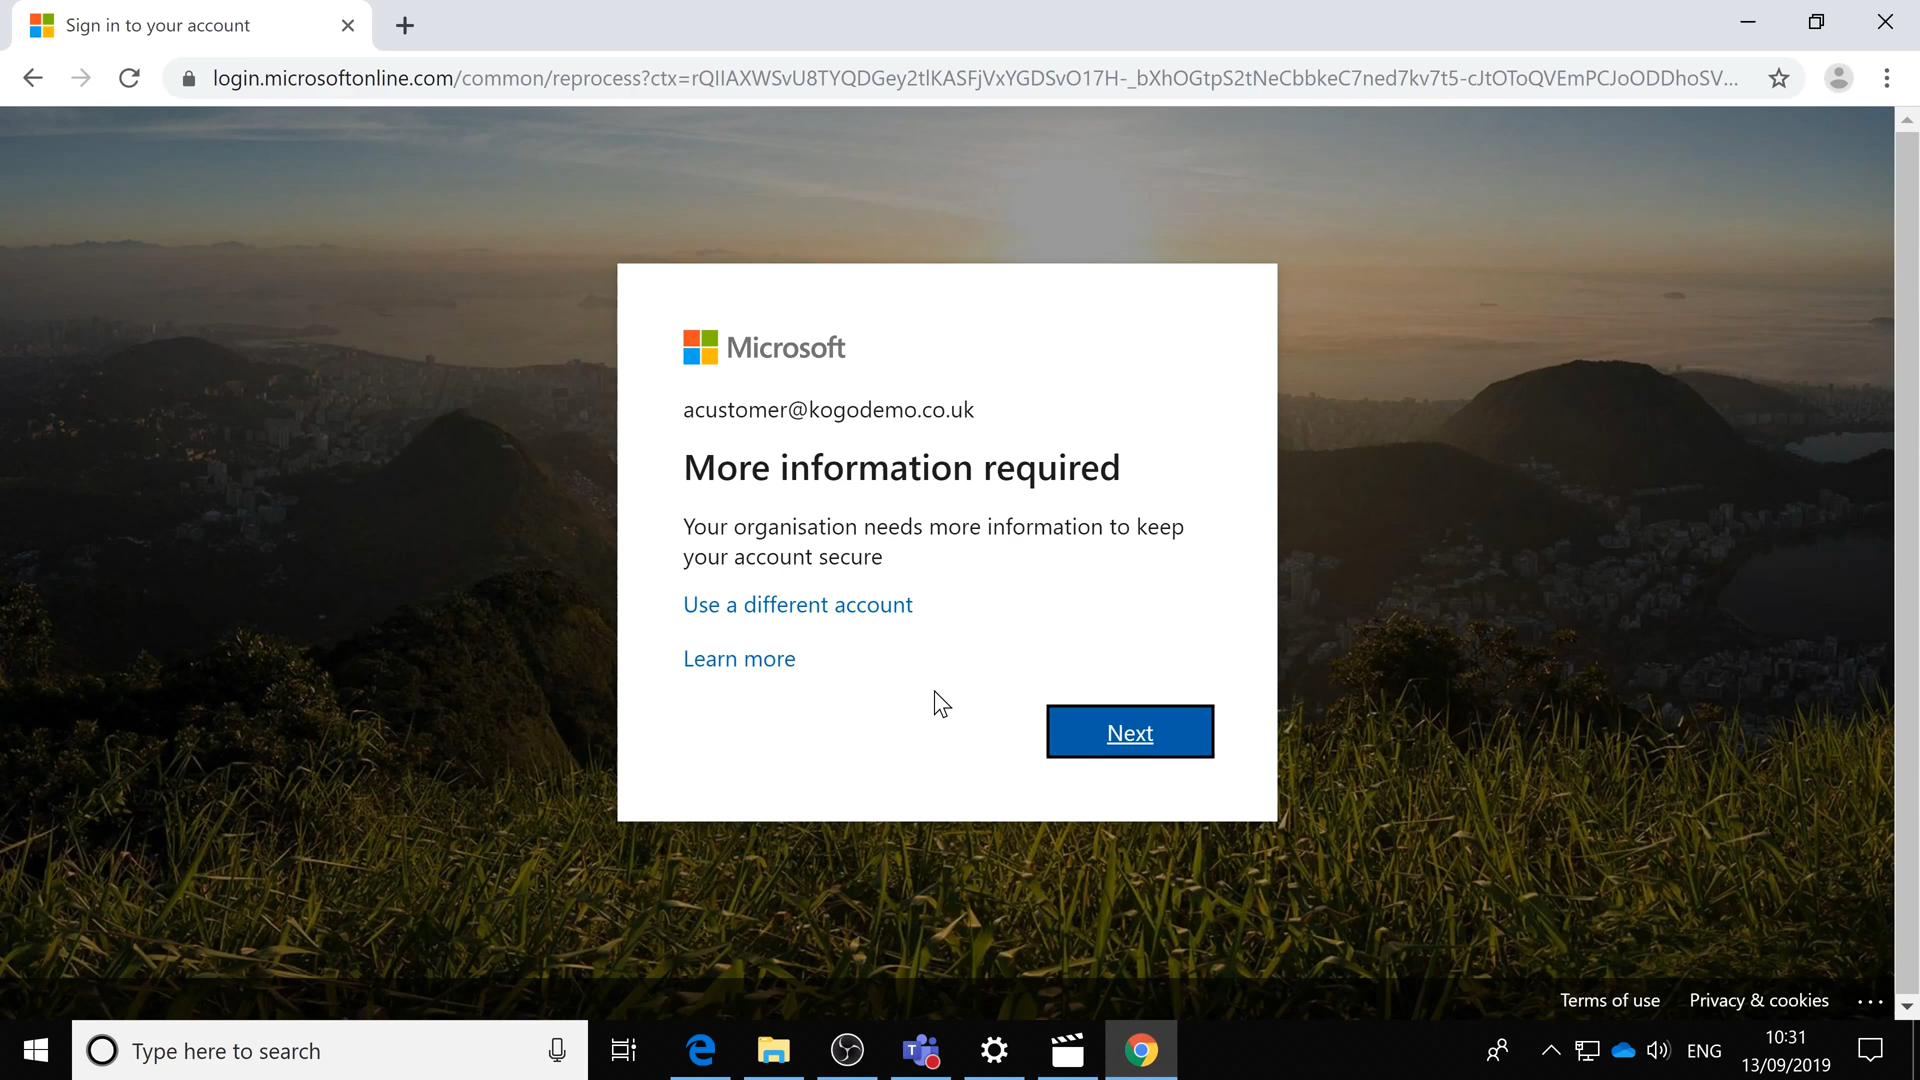 Sign in to your account
login.microsoftonline.com/common/reprocess?ctx=rQIIAXWSvU8TYQDGey2tlKASFjVxYGDSvO17H-_bXhOGtpS2tNeCbbkeC7ned7kv7t5-cJtOToQVEmPCJoODDhoSV...
Microsoft
acustomer@kogodemo.co.uk
More information required
Your organisation needs more information to keep
your account secure
Use a different account
Learn more
Next
Terms of use Privacy & cookies ...
Type here to search
ENG
10:31
13/09/2019